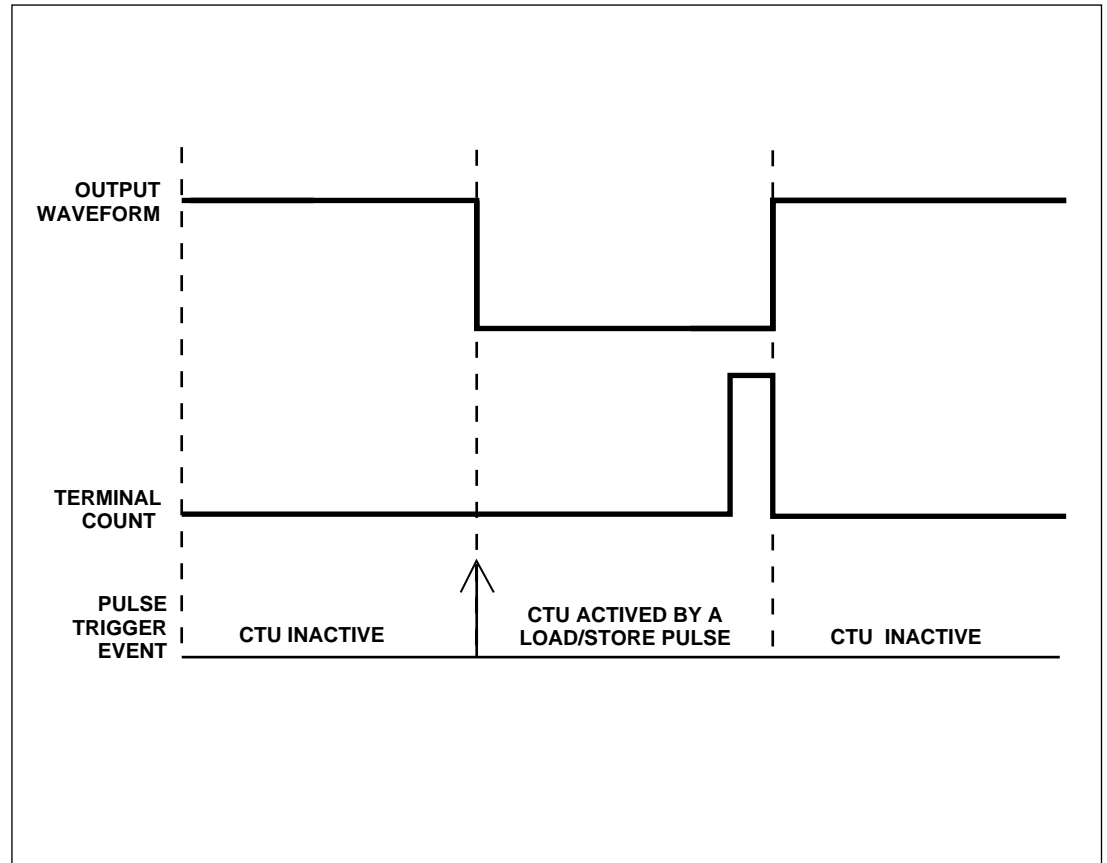 OUTPUT
WAVEFORM
TERMINAL
COUNT
PULSE
TRIGGER
EVENT
CTU INACTIVE
CTU ACTIVED BY A
LOAD/STORE PULSE
CTU INACTIVE